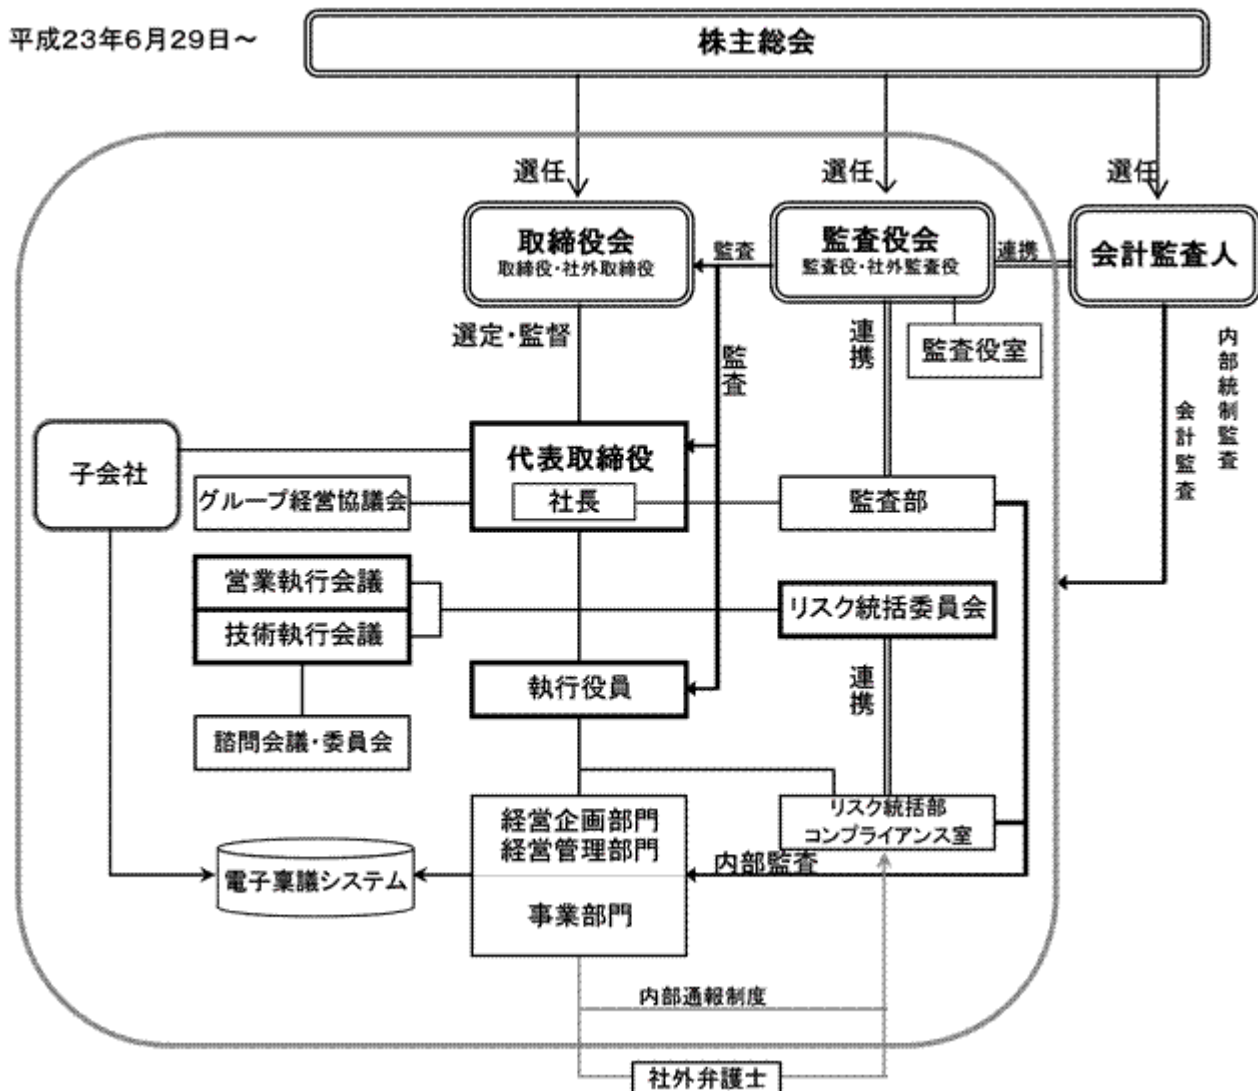 平成23年6月29日～
株主総会
選任
選任
選任
取締役会
取締役・社外取締役
監査
監査役会
監査役・社外監査役
連携
会計監査人
選定・監督
監査
連携
監査役室
内部統制監査
会計監査
子会社
代表取締役
社長
グループ経営協議会
監査部
営業執行会議
技術執行会議
リスク統括委員会
執行役員
連携
諮問会議・委員会
経営企画部門
経営管理部門
事業部門
リスク統括部
コンプライアンス室
内部監査
電子稟議システム
内部通報制度
社外弁護士